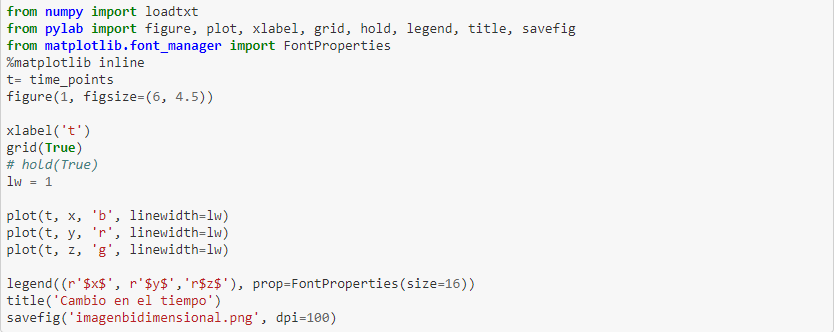 from numpy import loadtxt
from pylab import figure, plot, xlabel, grid, hold, legend, title, savefig
from matplotlib.font_manager import FontProperties
%matplotlib inline
t= time_points
figure(1, figsize=(6, 4.5))
xlabel('t')
grid(True)
# hold(True)
lw = 1
plot(t, x, 'b', linewidth=lw)
plot(t, y, 'r', linewidth=lw)
plot(t, z, 'g', linewidth=lw)
legend((r'$x$', r'$y$','r$z$'), prop=FontProperties(size=16))
title('Cambio en el tiempo')
savefig('imagenbidimensional.png', dpi=100)